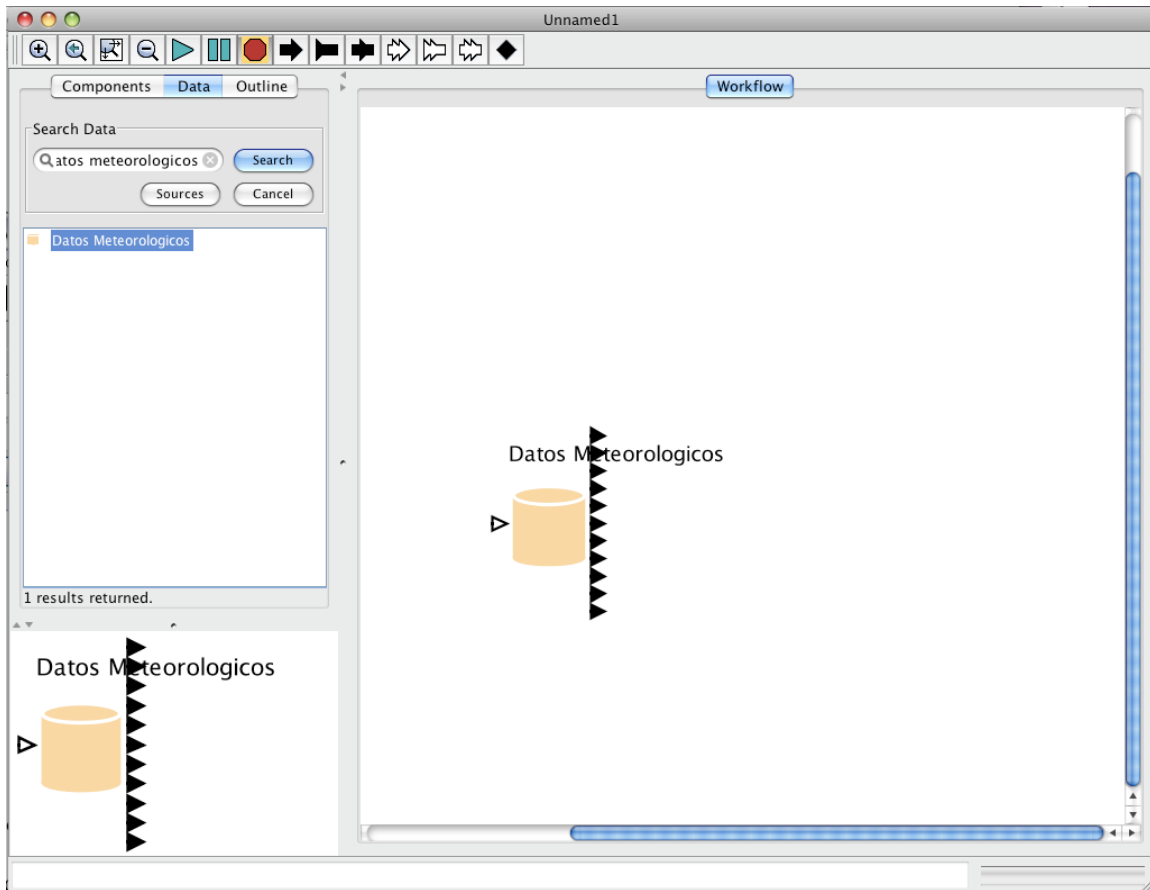 Unnamed1
Components Data Outline
Workflow
Search Data
atos meteorologicos
Search
Sources
Cancel
Datos Meteorologicos
1 results returned.
Datos Meteorologicos
Datos Meteorologicos